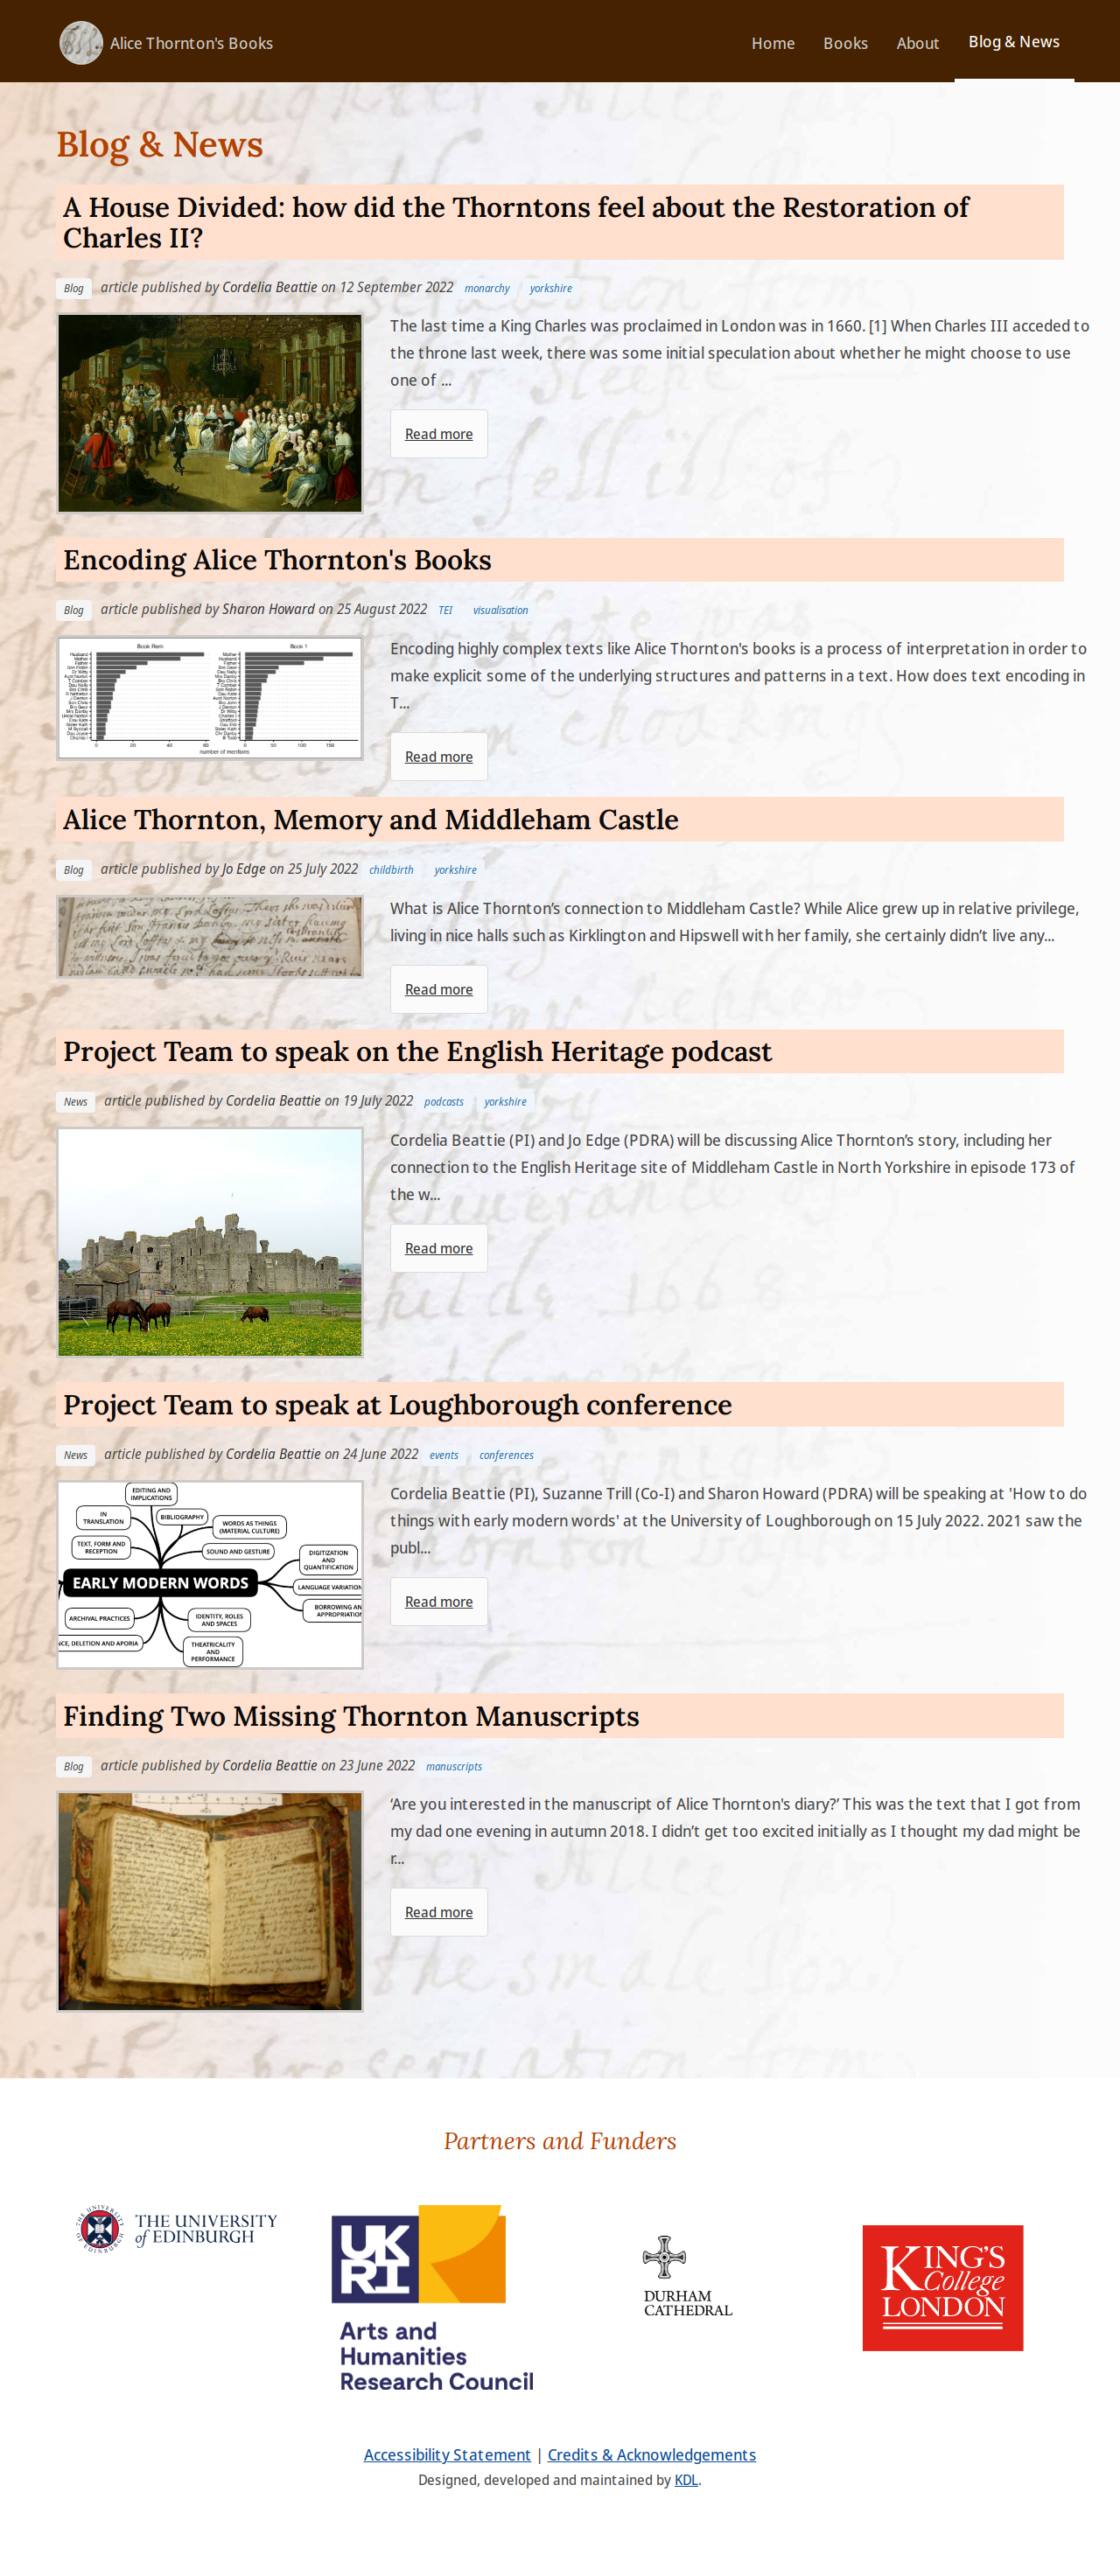 Alice Thornton's Books
Home Books About Blog & News
Blog & News
A House Divided: how did the Thorntons feel about the Restoration of
Charles II?
Blog article published by Cordelia Beattie on 12 September 2022 monarchy yorkshire
The last time a King Charles was proclaimed in London was in 1660. [1] When Charles III acceded to
the throne last week, there was some initial speculation about whether he might choose to use
one of ...
Read more
Encoding Alice Thornton's Books
Blog article published by Sharon Howard on 25 August 2022 TEI visualisation
Book Rem Book 1
0 20 40 60 0 50 100 150
number of mentions
Encoding highly complex texts like Alice Thornton's books is a process of interpretation in order to
make explicit some of the underlying structures and patterns in a text. How does text encoding in
T...
Read more
Alice Thornton, Memory and Middleham Castle
Blog article published by Jo Edge on 25 July 2022 childbirth yorkshire
What is Alice Thornton’s connection to Middleham Castle? While Alice grew up in relative privilege,
living in nice halls such as Kirklington and Hipswell with her family, she certainly didn’t live any...
Read more
Project Team to speak on the English Heritage podcast
News article published by Cordelia Beattie on 19 July 2022 podcasts yorkshire
Cordelia Beattie (PI) and Jo Edge (PDRA) will be discussing Alice Thornton’s story, including her
connection to the English Heritage site of Middleham Castle in North Yorkshire in episode 173 of
the w...
Read more
Project Team to speak at Loughborough conference
News article published by Cordelia Beattie on 24 June 2022 events conferences
EDITING AND
IMPLICATIONS
IN
TRANSLATION
BIBLIOGRAPHY
WORDS AS THINGS
(MATERIAL CULTURE)
TEXT, FORM AND
RECEPTION
SOUND AND GESTURE
DIGITIZATION
AND
QUANTIFICATION
EARLY MODERN WORDS
LANGUAGE VARIATION
BORROWING AN
APPROPRIATIO
ARCHIVAL PRACTICES
IDENTITY, ROLES
AND SPACES
NCE, DELETION AND APORIA
THEATRICALITY
AND
PERFORMANCE
Cordelia Beattie (PI), Suzanne Trill (Co-I) and Sharon Howard (PDRA) will be speaking at 'How to do
things with early modern words' at the University of Loughborough on 15 July 2022. 2021 saw the
publ...
Read more
Finding Two Missing Thornton Manuscripts
Blog article published by Cordelia Beattie on 23 June 2022 manuscripts
‘Are you interested in the manuscript of Alice Thornton's diary?’ This was the text that I got from
my dad one evening in autumn 2018. I didn’t get too excited initially as I thought my dad might be
r...
Read more
Partners and Funders
THE UNIVERSITY
of EDINBURGH
UK
RI
Arts and
Humanities
Research Council
DURHAM
CATHEDRAL
KING'S
College
LONDON
Accessibility Statement | Credits & Acknowledgements
Designed, developed and maintained by KDL.